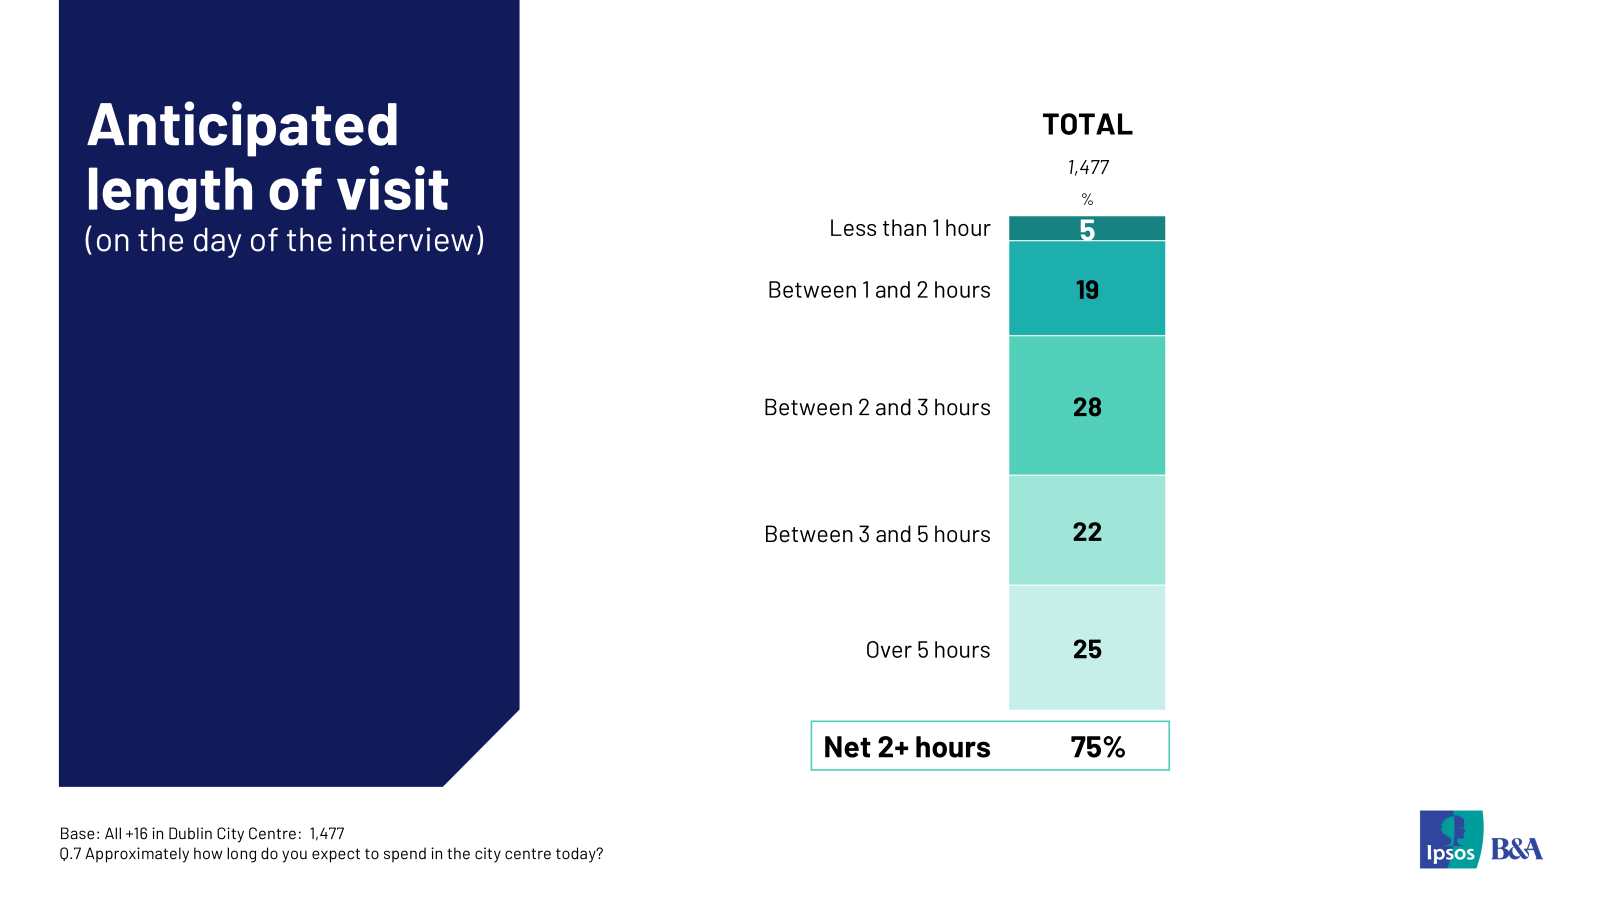 Anticipated
length of visit
(on the day of the interview)
TOTAL
1,477
%
Less than 1 hour 5
Between 1 and 2 hours 19
Between 2 and 3 hours 28
Between 3 and 5 hours 22
Over 5 hours 25
Net 2+ hours 75%
Base: All +16 in Dublin City Centre: 1,477
Q.7 Approximately how long do you expect to spend in the city centre today?
Ipsos B&A